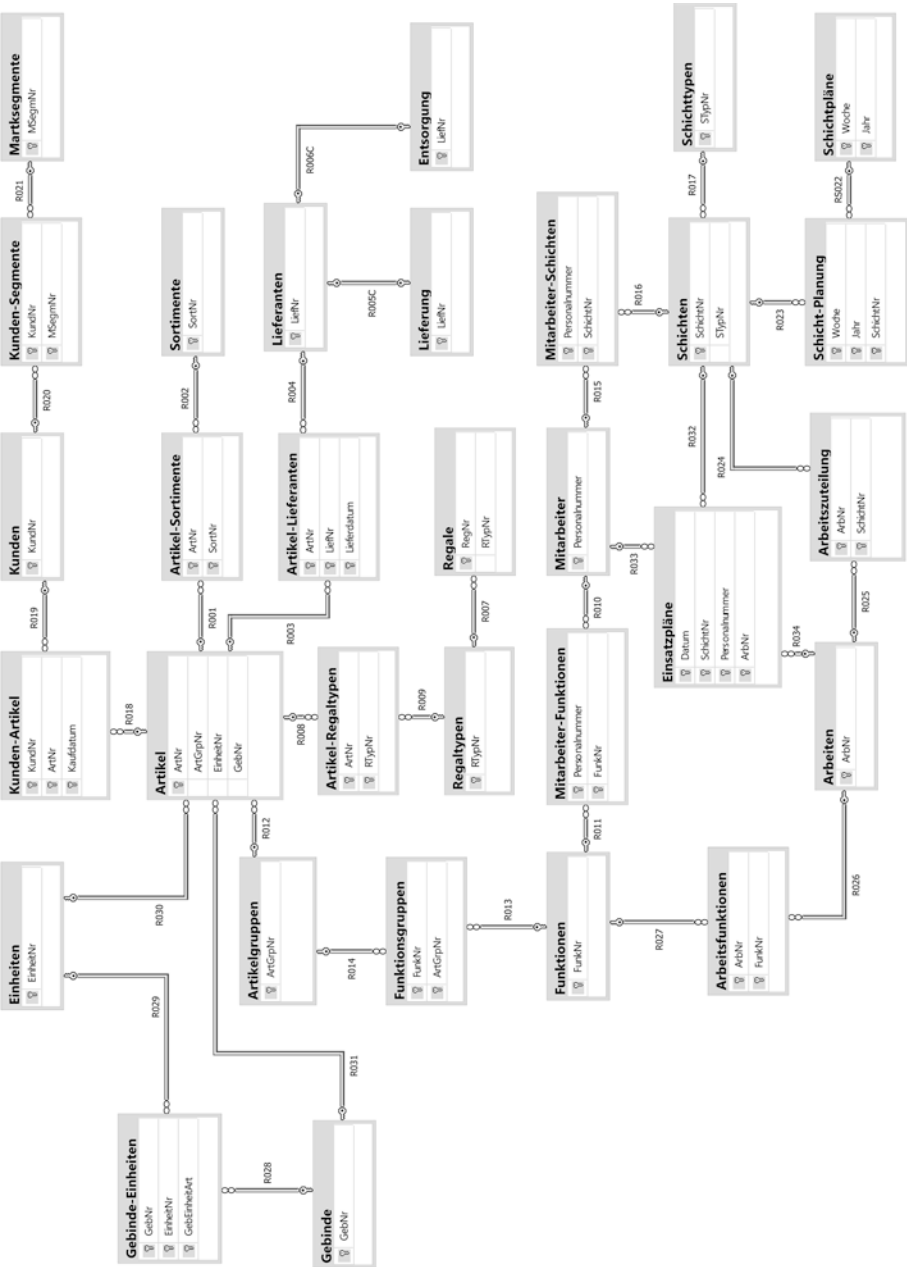 Martksegmente
MSegmNr
R021
Kunden-Segmente
KundNr
MSegmNr
R020
Kunden
KundNr
R019
Kunden-Artikel
KundNr
ArtNr
Kaufdatum
R018
Einheiten
EinheitNr
R030
R029
Gebinde-Einheiten
GebNr
EinheitNr
GebEinheitArt
R028
Gebinde
GebNr
R031
Sortimente
SortNr
R002
Artikel-Sortimente
ArtNr
SortNr
R001
Artikel
ArtNr
ArtGrpNr
EinheitNr
GebNr
R003
Artikel-Lieferanten
ArtNr
LiefNr
Lieferdatum
R004
Lieferanten
LiefNr
R006C
Entsorgung
LiefNr
R005C
Lieferung
LiefNr
R012
R008
Artikelgruppen
ArtGrpNr
Artikel-Regaltypen
ArtNr
RTypNr
R009
Regaltypen
RTypNr
R007
Regale
RegNr
RTypNr
R014
Funktionsgruppen
FunkNr
ArtGrpNr
R013
Funktionen
FunkNr
R011
Mitarbeiter-Funktionen
Personalnummer
FunkNr
R010
Mitarbeiter
Personalnummer
R015
Mitarbeiter-Schichten
Personalnummer
SchichtNr
R016
Schichttypen
STypNr
R017
Schichten
SchichtNr
STypNr
R032
R024
R033
Einsatzpläne
Datum
SchichtNr
Personalnummer
ArbNr
R034
R023
Schicht-Planung
Woche
Jahr
SchichtNr
RS022
Schichtpläne
Woche
Jahr
R027
Arbeitsfunktionen
ArbNr
FunkNr
R026
Arbeiten
ArbNr
R025
Arbeitszuteilung
ArbNr
SchichtNr